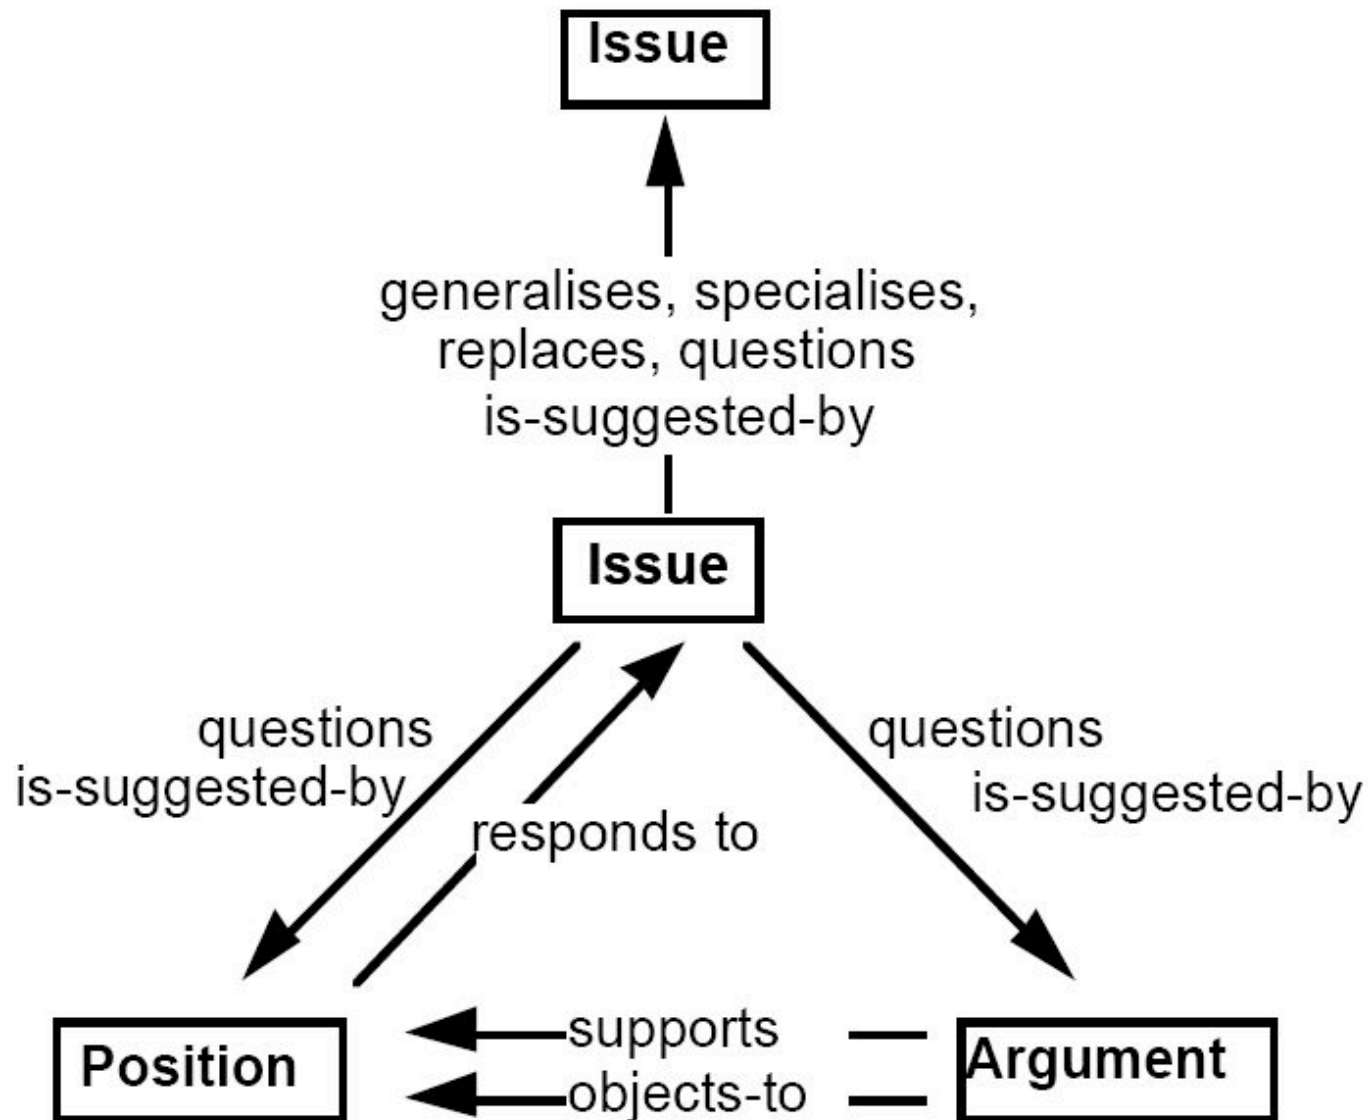 Issue
generalises, specialises,
replaces, questions
is-suggested-by
Issue
questions
is-suggested-by
questions
is-suggested-by
responds to
Position
supports
objects-to
Argument